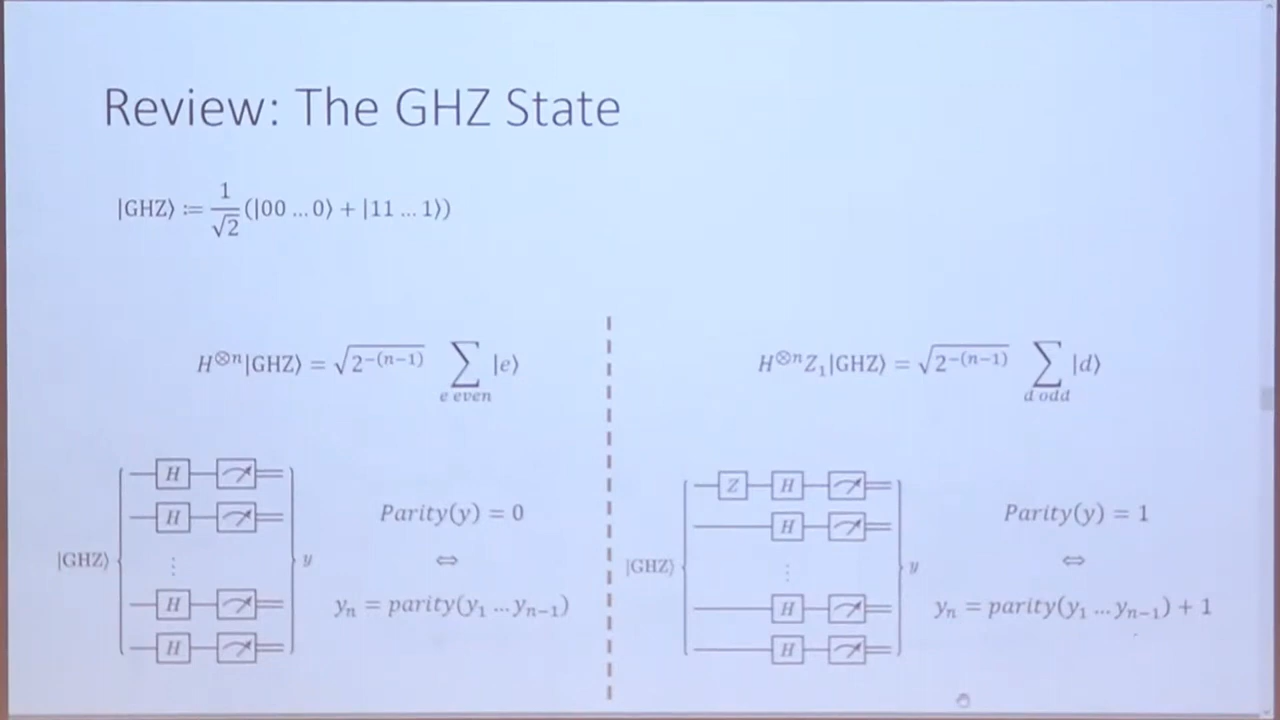 Review: The GHZ State
|GHZ⟩ ≔ 1/√2 (|00 … 0⟩ + |11 … 1⟩)
H^{⊗n}|GHZ⟩ = √2^{−(n−1)} ∑_{e even} |e⟩
|GHZ⟩
H
H
⋮
H
H
y
Parity(y) = 0
⇔
y_n = parity(y_1 … y_{n−1})
H^{⊗n}Z_1|GHZ⟩ = √2^{−(n−1)} ∑_{d odd} |d⟩
|GHZ⟩
Z H
H
⋮
H
H
y
Parity(y) = 1
⇔
y_n = parity(y_1 … y_{n−1}) + 1